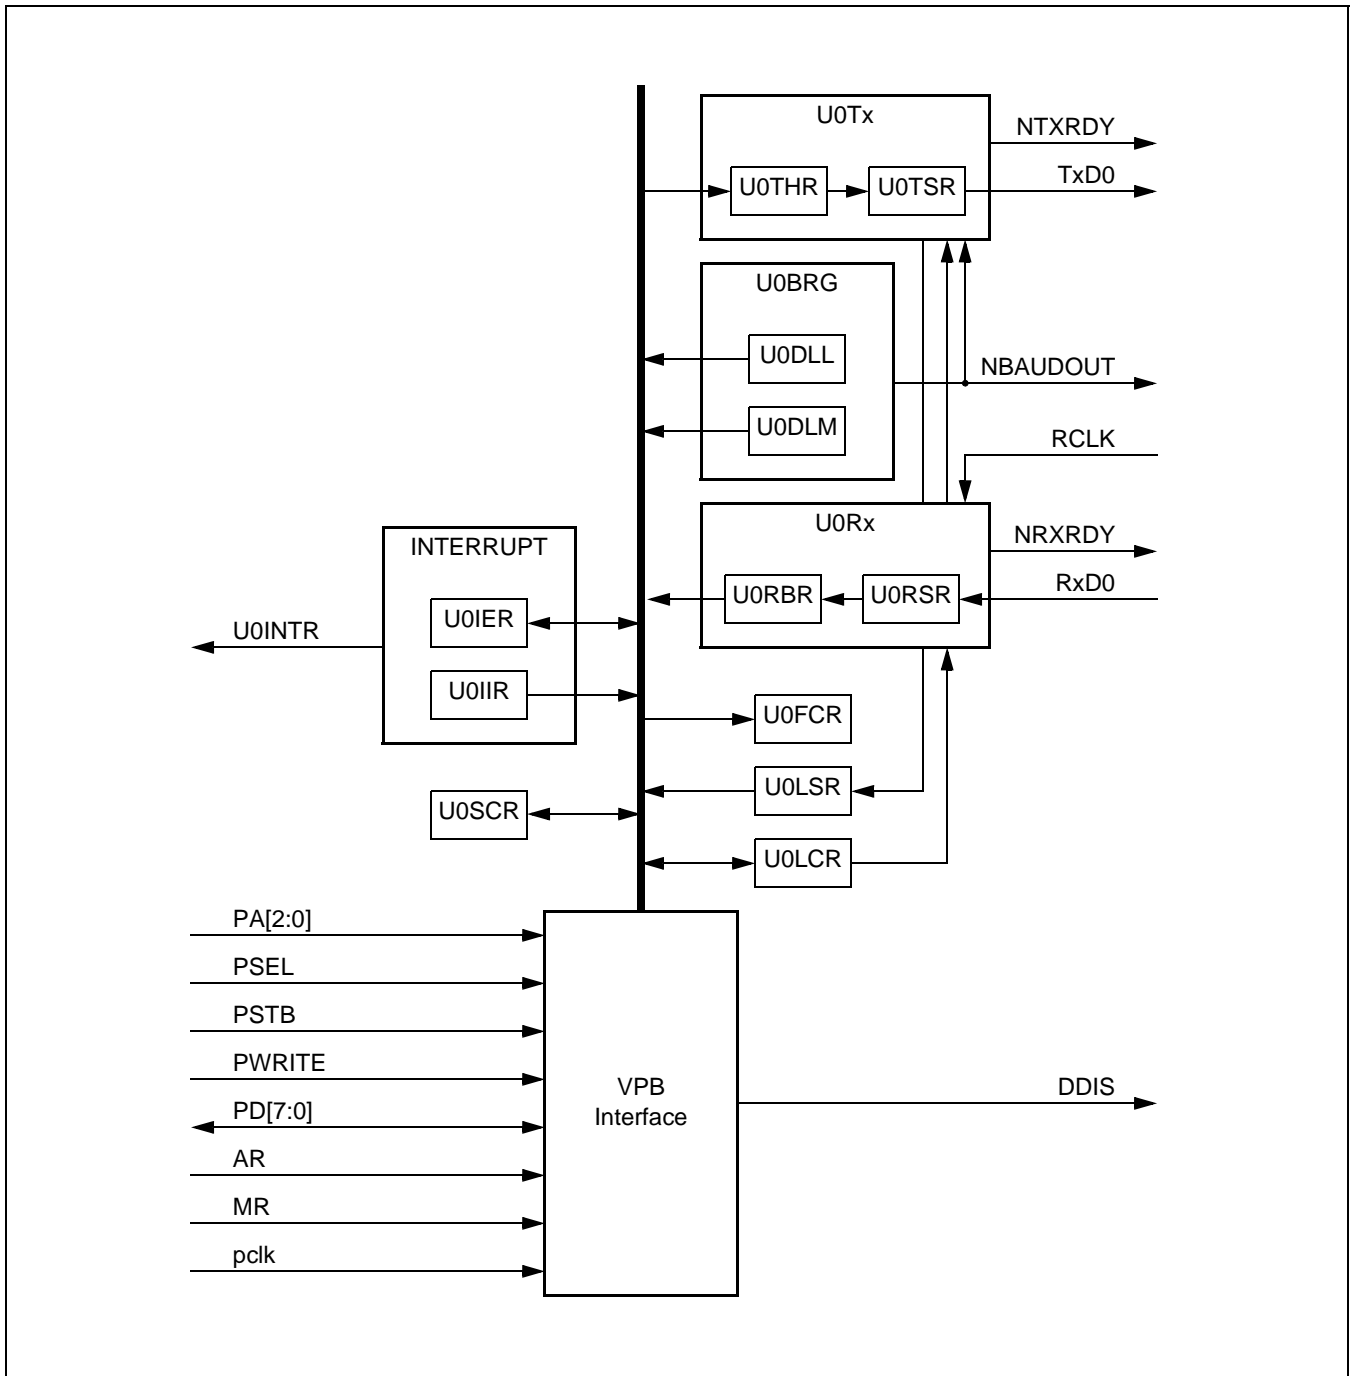 U0Tx
NTXRDY
U0THR
U0TSR
TxD0
U0BRG
U0DLL
NBAUDOUT
U0DLM
RCLK
U0Rx
NRXRDY
INTERRUPT
U0RBR
U0RSR
RxD0
U0IER
U0INTR
U0IIR
U0FCR
U0LSR
U0SCR
U0LCR
PA[2:0]
PSEL
PSTB
PWRITE
VPB
Interface
DDIS
PD[7:0]
AR
MR
pclk